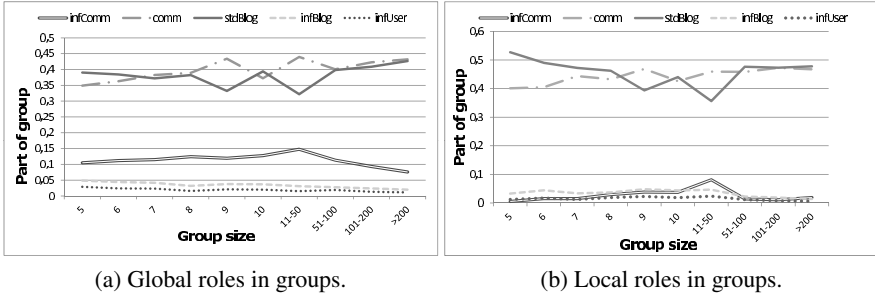 infComm comm stdBlog infBlog infUser
0,5
0,45
0,4
0,35
0,3
0,25
0,2
0,15
0,1
0,05
0
Part of group
5 6 7 8 9 10 11-50 51-100 101-200 >200
Group size
(a) Global roles in groups.
infComm comm stdBlog infBlog infUser
0,6
0,5
0,4
0,3
0,2
0,1
0
Part of group
5 6 7 8 9 10 11-50 51-100 101-200 >200
Group size
(b) Local roles in groups.